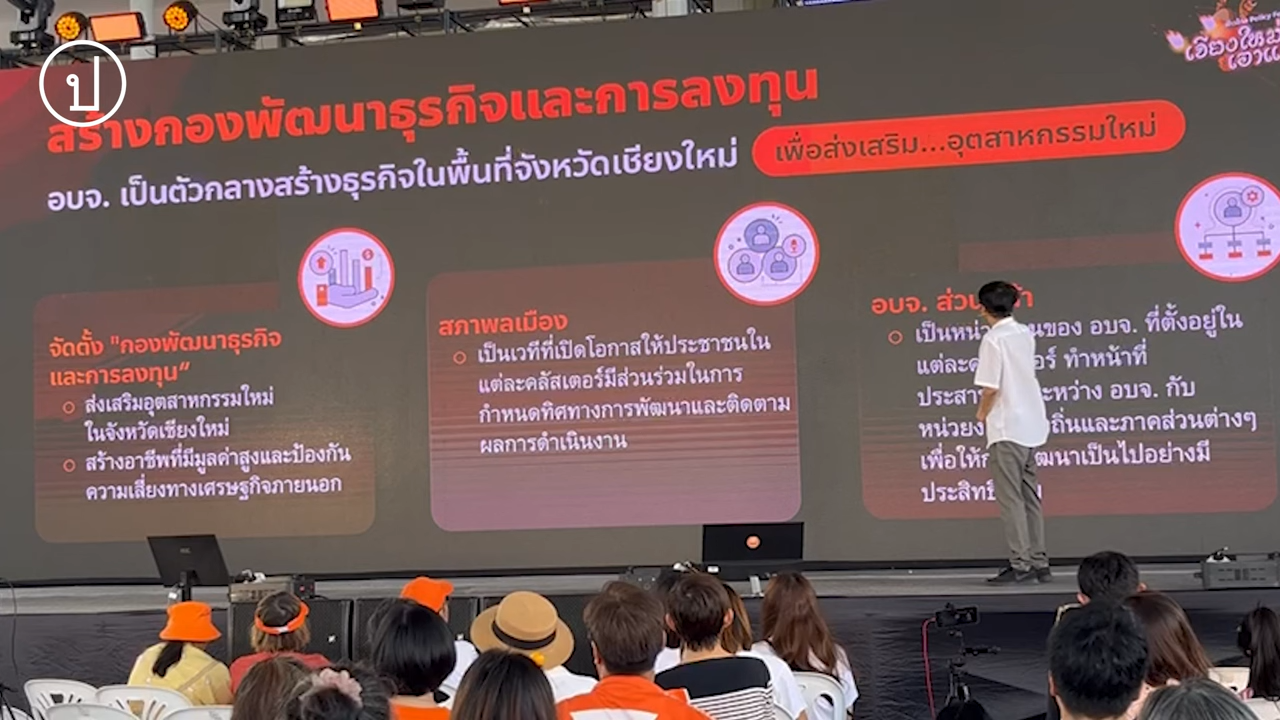 ป
เชียงใหม่
สร้างกองพัฒนาธุรกิจและการลงทุน
อบจ. เป็นตัวกลางสร้างธุรกิจในพื้นที่จังหวัดเชียงใหม่
เพื่อส่งเสริม...อุตสาหกรรมใหม่
จัดตั้ง "กองพัฒนาธุรกิจ
และการลงทุน“
ส่งเสริมอุตสาหกรรมใหม่
ในจังหวัดเชียงใหม่
สร้างอาชีพที่มีมูลค่าสูงและป้องกัน
ความเสี่ยงทางเศรษฐกิจภายนอก
สภาพลเมือง
เป็นเวทีที่เปิดโอกาสให้ประชาชนใน
แต่ละคลัสเตอร์มีส่วนร่วมในการ
กำหนดทิศทางการพัฒนาและติดตาม
ผลการดำเนินงาน
อบจ. ส่วน
เป็นหน่ว นของ อบจ. ที่ตั้งอยู่ใน
แต่ละค อร์ ทำหน้าที่
ประสา ะหว่าง อบจ. กับ
หน่วยง ถิ่นและภาคส่วนต่างๆ
เพื่อให้ก ฒนาเป็นไปอย่างมี
ประสิทธิ